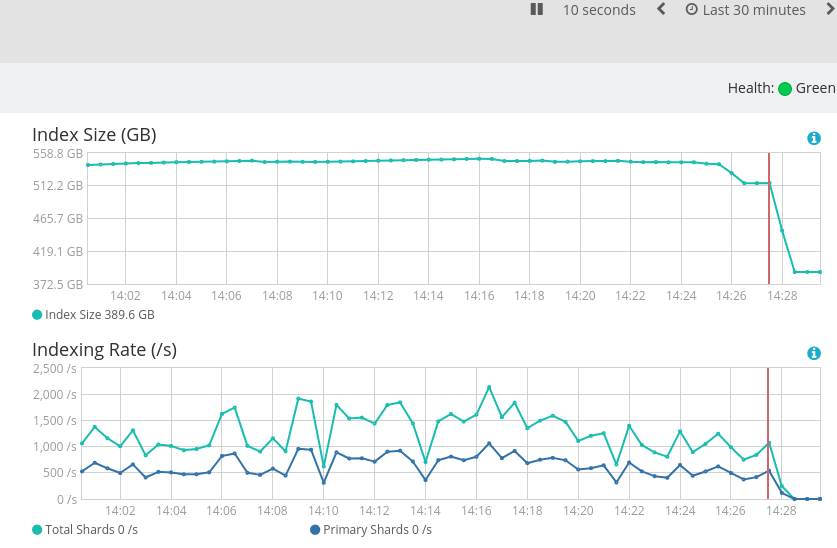 10 seconds Last 30 minutes
Health: Green
Index Size (GB)
558.8 GB
512.2 GB
465.7 GB
419.1 GB
372.5 GB
14:02 14:04 14:06 14:08 14:10 14:12 14:14 14:16 14:18 14:20 14:22 14:24 14:26 14:28
Index Size 389.6 GB
Indexing Rate (/s)
2,500 /s
2,000 /s
1,500 /s
1,000 /s
500 /s
0 /s
14:02 14:04 14:06 14:08 14:10 14:12 14:14 14:16 14:18 14:20 14:22 14:24 14:26 14:28
Total Shards 0 /s Primary Shards 0 /s